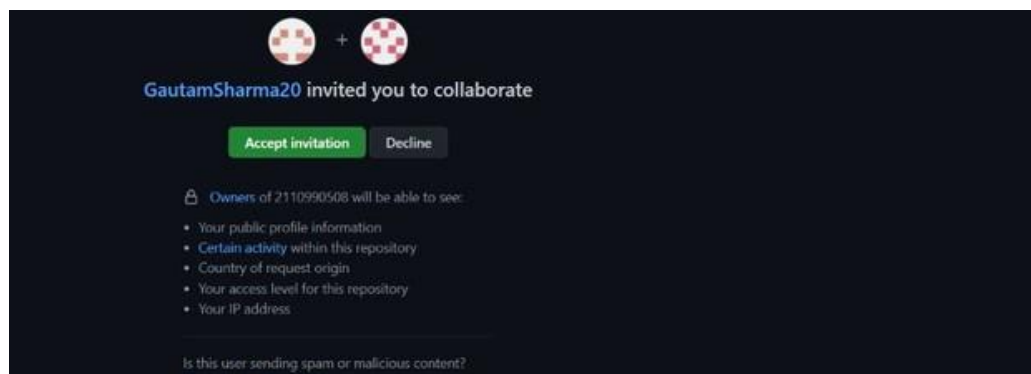 +
GautamSharma20 invited you to collaborate
Accept invitation Decline
Owners of 2110990508 will be able to see:
• Your public profile information
• Certain activity within this repository
• Country of request origin
• Your access level for this repository
• Your IP address
Is this user sending spam or malicious content?